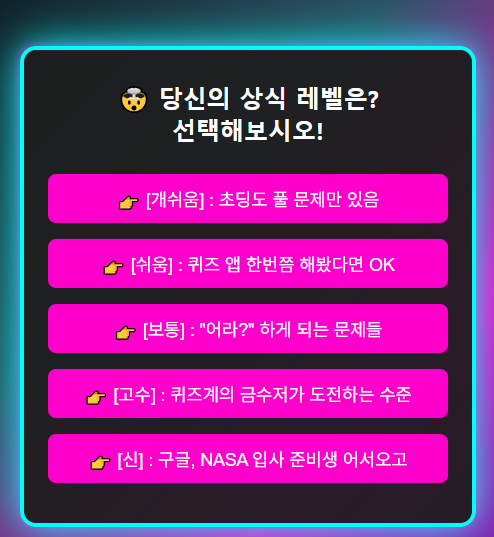 🤯 당신의 상식 레벨은?
선택해보시오!
👉 [개쉬움] : 초딩도 풀 문제만 있음
👉 [쉬움] : 퀴즈 앱 한번쯤 해봤다면 OK
👉 [보통] : "어라?" 하게 되는 문제들
👉 [고수] : 퀴즈계의 금수저가 도전하는 수준
👉 [신] : 구글, NASA 입사 준비생 어서오고